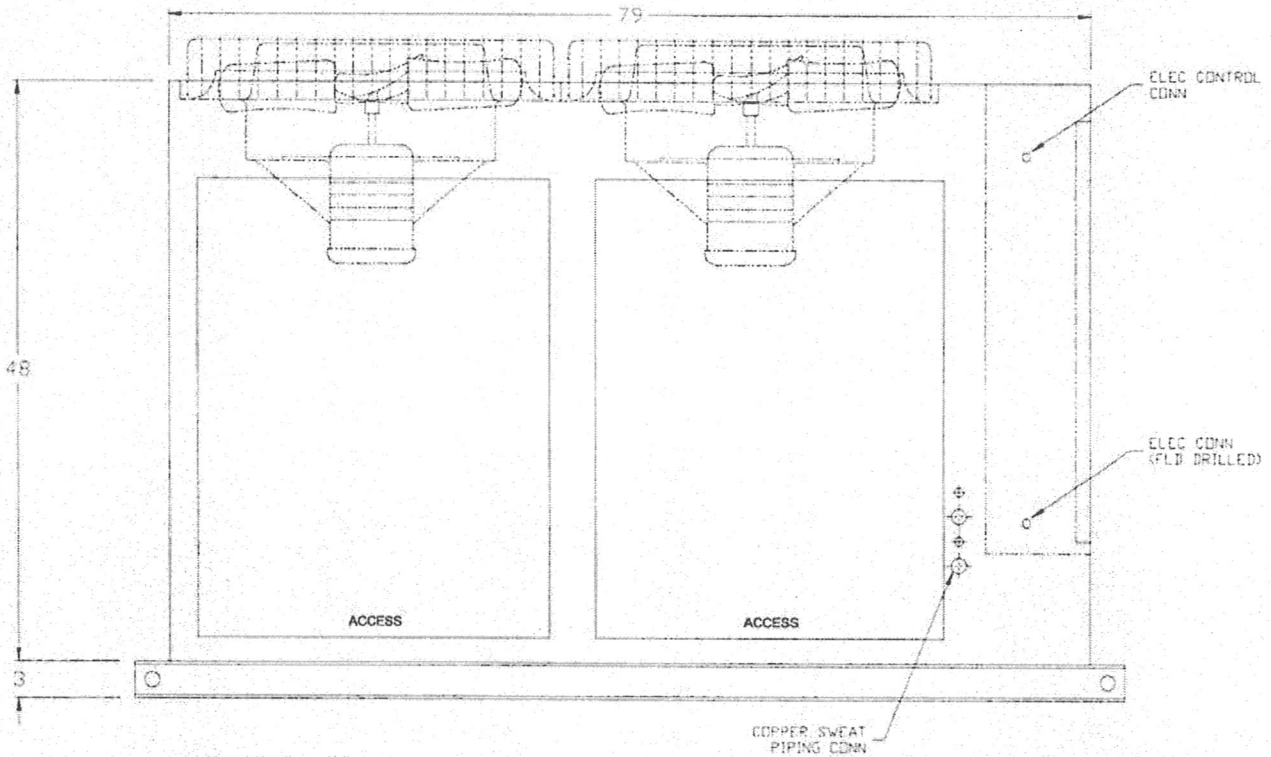 79
ELEC CONTROL
CONN
48
ELEC CONN
(FLD DRILLED)
ACCESS
ACCESS
3
COPPER SWEAT
PIPING CONN